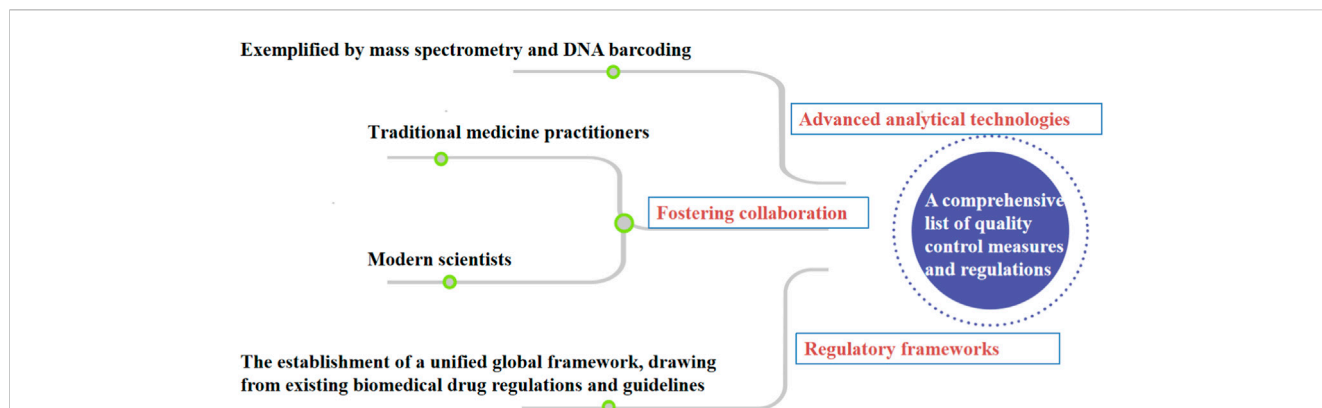 Exemplified by mass spectrometry and DNA barcoding
Advanced analytical technologies
Traditional medicine practitioners
Fostering collaboration
Modern scientists
A comprehensive
list of quality
control measures
and regulations
Regulatory frameworks
The establishment of a unified global framework, drawing
from existing biomedical drug regulations and guidelines